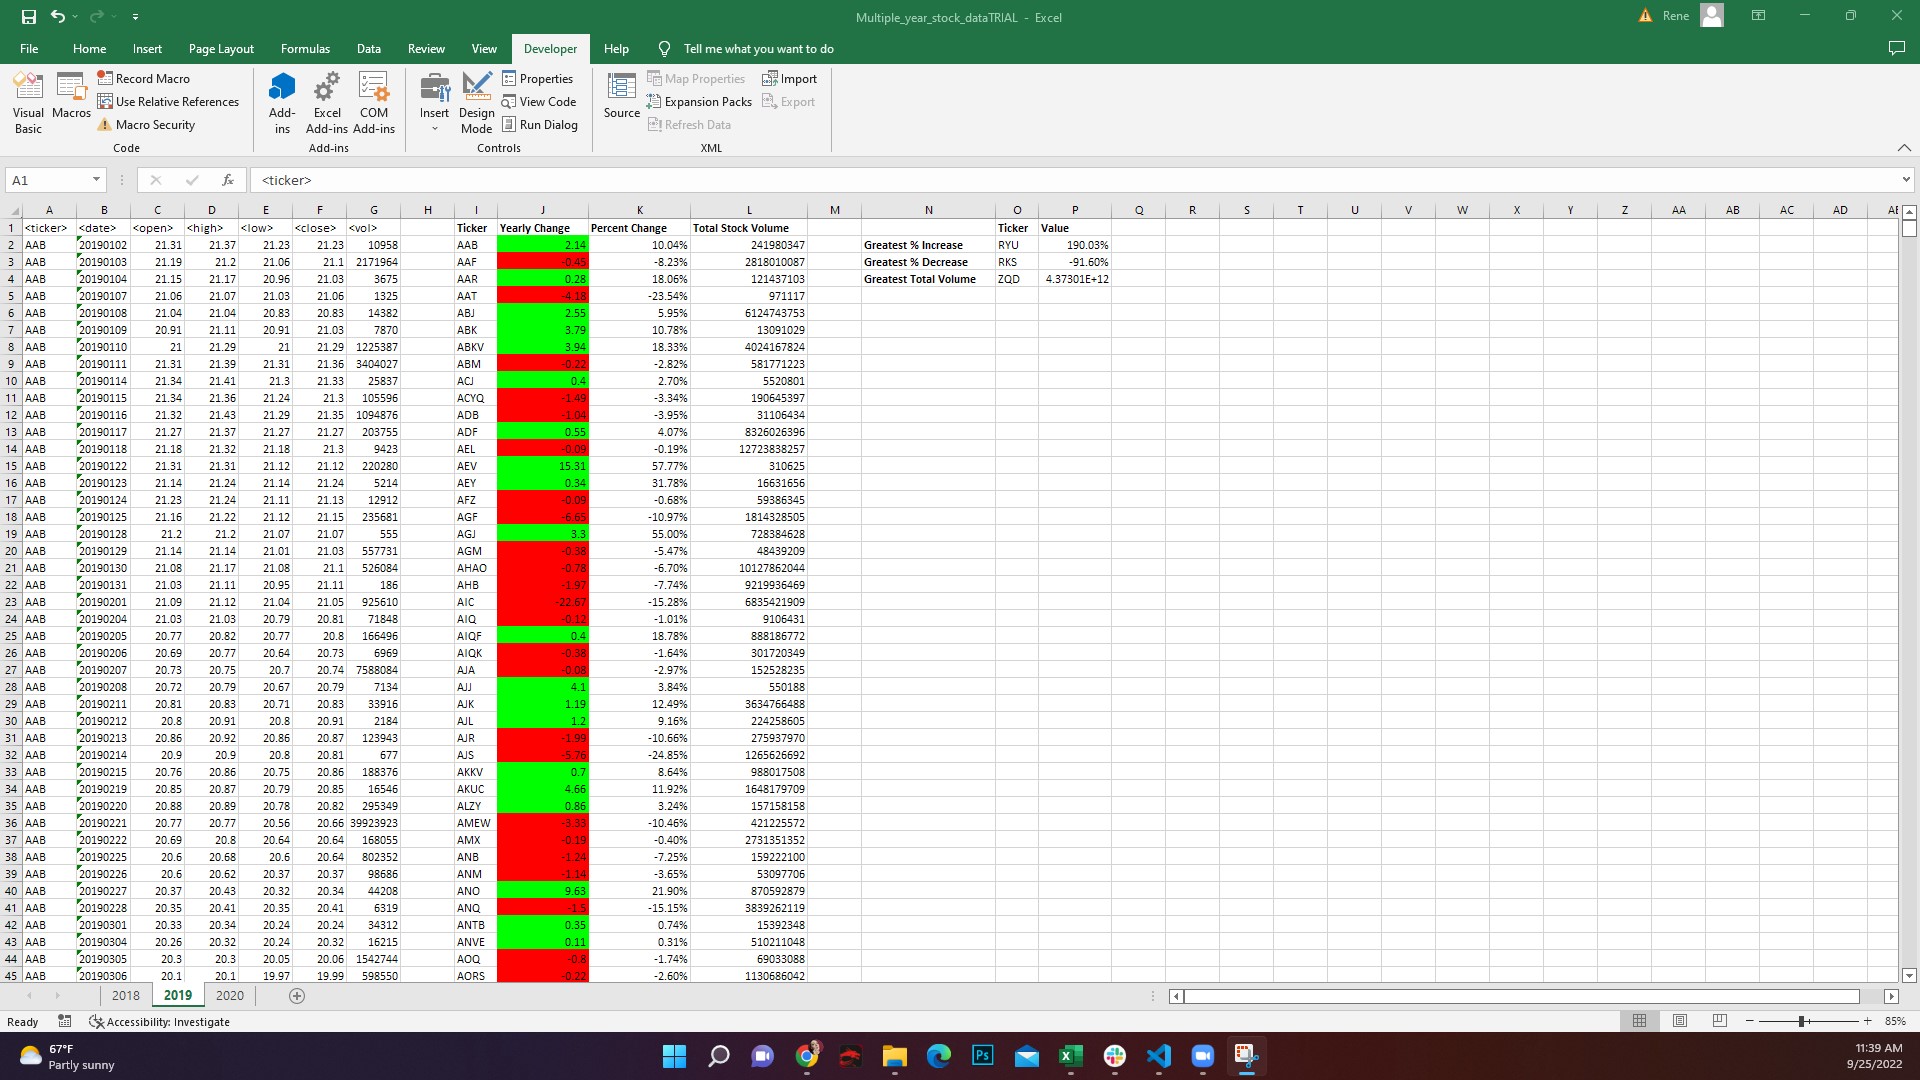 Multiple_year_stock_dataTRIAL - Excel
Rene
File Home Insert Page Layout Formulas Data Review View Developer Help Tell me what you want to do
Visual Basic
Macros
Record Macro
Use Relative References
Macro Security
Code
Add-ins
Excel Add-ins
COM Add-ins
Add-ins
Insert
Design Mode
Properties
View Code
Run Dialog
Controls
Source
Map Properties
Expansion Packs
Refresh Data
Import
Export
XML
A1 fx <ticker>
A B C D E F G H I J K L M N O P Q R S T U V W X Y Z AA AB AC AD AE
1 <ticker> <date> <open> <high> <low> <close> <vol> Ticker Yearly Change Percent Change Total Stock Volume Ticker Value
2 AAB 20190102 21.31 21.37 21.23 21.23 10958 AAB 2.14 10.04% 241980347 Greatest % Increase RYU 190.03%
3 AAB 20190103 21.19 21.2 21.06 21.1 2171964 AAF -0.45 -8.23% 2818010087 Greatest % Decrease RKS -91.60%
4 AAB 20190104 21.15 21.17 20.96 21.03 3675 AAR 0.28 18.06% 121437103 Greatest Total Volume ZQD 4.37301E+12
5 AAB 20190107 21.06 21.07 21.03 21.06 1325 AAT -4.18 -23.54% 971117
6 AAB 20190108 21.04 21.04 20.83 20.83 14382 ABJ 2.55 5.95% 6124743753
7 AAB 20190109 20.91 21.11 20.91 21.03 7870 ABK 3.79 10.78% 13091029
8 AAB 20190110 21 21.29 21 21.29 1225387 ABKV 3.94 18.33% 4024167824
9 AAB 20190111 21.31 21.39 21.31 21.36 3404027 ABM -0.22 -2.82% 581771223
10 AAB 20190114 21.34 21.41 21.3 21.33 25837 ACJ 0.4 2.70% 5520801
11 AAB 20190115 21.34 21.36 21.24 21.3 105596 ACYQ -1.49 -3.34% 190645397
12 AAB 20190116 21.32 21.43 21.29 21.35 1094876 ADB -1.04 -3.95% 31106434
13 AAB 20190117 21.27 21.37 21.27 21.27 203755 ADF 0.55 4.07% 8326026396
14 AAB 20190118 21.18 21.32 21.18 21.3 9423 AEL -0.09 -0.19% 12723838257
15 AAB 20190122 21.31 21.31 21.12 21.12 220280 AEV 15.31 57.77% 310625
16 AAB 20190123 21.14 21.24 21.14 21.24 5214 AEY 0.34 31.78% 16631656
17 AAB 20190124 21.23 21.24 21.11 21.13 12912 AFZ -0.09 -0.68% 59386345
18 AAB 20190125 21.16 21.22 21.12 21.15 235681 AGF -6.65 -10.97% 1814328505
19 AAB 20190128 21.2 21.2 21.07 21.07 555 AGJ 3.3 55.00% 728384628
20 AAB 20190129 21.14 21.14 21.01 21.03 557731 AGM -0.38 -5.47% 48439209
21 AAB 20190130 21.08 21.17 21.08 21.1 526084 AHAO -0.78 -6.70% 10127862044
22 AAB 20190131 21.03 21.11 20.95 21.11 186 AHB -1.97 -7.74% 9219936469
23 AAB 20190201 21.09 21.12 21.04 21.05 925610 AIC -22.67 -15.28% 6835421909
24 AAB 20190204 21.03 21.03 20.79 20.81 71848 AIQ -0.12 -1.01% 9106431
25 AAB 20190205 20.77 20.82 20.77 20.8 166496 AIQF 0.4 18.78% 888186772
26 AAB 20190206 20.69 20.77 20.64 20.73 6969 AIQK -0.38 -1.64% 301720349
27 AAB 20190207 20.73 20.75 20.7 20.74 7588084 AJA -0.08 -2.97% 152528235
28 AAB 20190208 20.72 20.79 20.67 20.79 7134 AJJ 4.1 3.84% 550188
29 AAB 20190211 20.81 20.83 20.71 20.83 33916 AJK 1.19 12.49% 3634766488
30 AAB 20190212 20.8 20.91 20.8 20.91 2184 AJL 1.2 9.16% 224258605
31 AAB 20190213 20.86 20.92 20.86 20.87 123943 AJR -1.99 -10.66% 275937970
32 AAB 20190214 20.9 20.9 20.8 20.81 677 AJS -5.76 -24.85% 1265626692
33 AAB 20190215 20.76 20.86 20.75 20.86 188376 AKKV 0.7 8.64% 988017508
34 AAB 20190219 20.85 20.87 20.79 20.85 16546 AKUC 4.66 11.92% 1648179709
35 AAB 20190220 20.88 20.89 20.78 20.82 295349 ALZY 0.86 3.24% 157158158
36 AAB 20190221 20.77 20.77 20.56 20.66 39923923 AMEW -3.33 -10.46% 421225572
37 AAB 20190222 20.69 20.8 20.64 20.64 168055 AMX -0.19 -0.40% 2731351352
38 AAB 20190225 20.6 20.68 20.6 20.64 802352 ANB -1.24 -7.25% 159222100
39 AAB 20190226 20.6 20.62 20.37 20.37 98686 ANM -1.14 -3.65% 53097706
40 AAB 20190227 20.37 20.43 20.32 20.34 44208 ANO 9.63 21.90% 870592879
41 AAB 20190228 20.35 20.41 20.35 20.41 6319 ANQ -1.5 -15.15% 3839262119
42 AAB 20190301 20.33 20.34 20.24 20.24 34312 ANTB 0.35 0.74% 15392348
43 AAB 20190304 20.26 20.32 20.24 20.32 16215 ANVE 0.11 0.31% 510211048
44 AAB 20190305 20.3 20.3 20.05 20.06 1542744 AOQ -0.8 -1.74% 69033088
45 AAB 20190306 20.1 20.1 19.97 19.99 598550 AORS -0.22 -2.60% 1130686042
2018 2019 2020
Ready Accessibility: Investigate 85%
67°F
Partly sunny
Ps
11:39 AM
9/25/2022